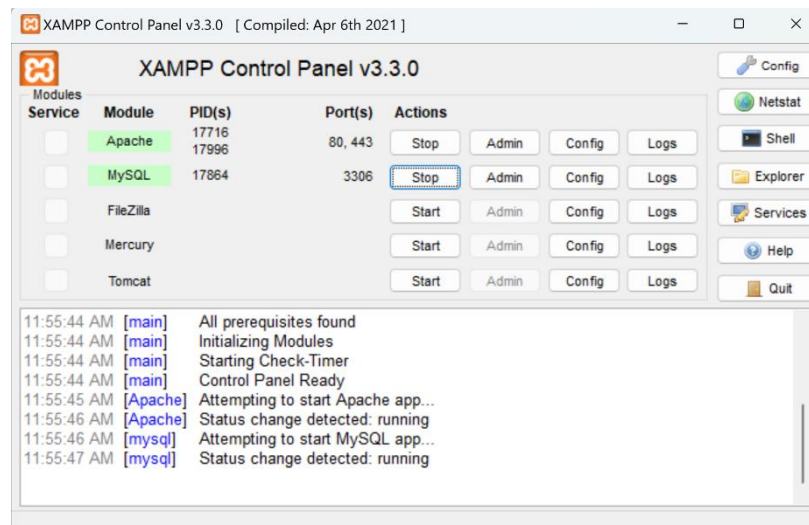 XAMPP Control Panel v3.3.0 [ Compiled: Apr 6th 2021 ]
XAMPP Control Panel v3.3.0
Config
Modules
Service Module PID(s) Port(s) Actions
Netstat
Apache 17716 17996 80, 443 Stop Admin Config Logs
Shell
MySQL 17864 3306 Stop Admin Config Logs
Explorer
FileZilla Start Admin Config Logs
Services
Mercury Start Admin Config Logs
Help
Tomcat Start Admin Config Logs
Quit
11:55:44 AM [main] All prerequisites found
11:55:44 AM [main] Initializing Modules
11:55:44 AM [main] Starting Check-Timer
11:55:44 AM [main] Control Panel Ready
11:55:45 AM [Apache] Attempting to start Apache app...
11:55:46 AM [Apache] Status change detected: running
11:55:46 AM [mysql] Attempting to start MySQL app...
11:55:47 AM [mysql] Status change detected: running